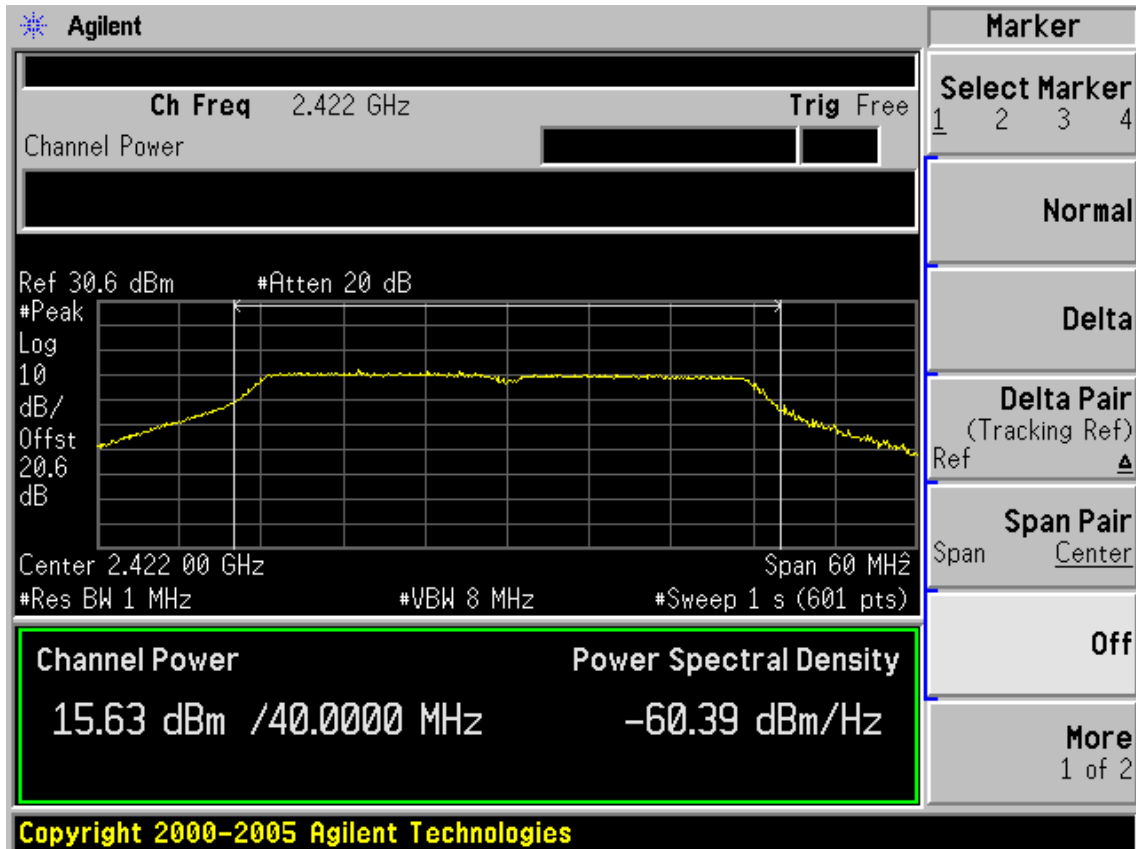 Agilent
Ch Freq 2.422 GHz Trig Free
Channel Power
Ref 30.6 dBm #Atten 20 dB
#Peak
Log
10
dB/
Offst
20.6
dB
Center 2.422 00 GHz Span 60 MHz
#Res BW 1 MHz #VBW 8 MHz #Sweep 1 s (601 pts)
Channel Power Power Spectral Density
15.63 dBm /40.0000 MHz -60.39 dBm/Hz
Copyright 2000-2005 Agilent Technologies
Marker
Select Marker
1 2 3 4
Normal
Delta
Delta Pair
(Tracking Ref)
Ref Δ
Span Pair
Span Center
Off
More
1 of 2